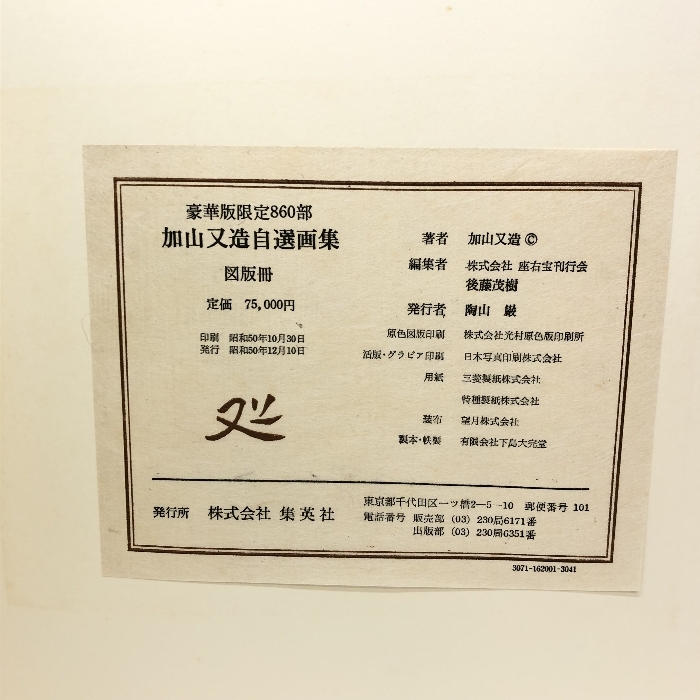 豪華版限定860部
加山又造自選画集
図版冊
定価 75,000円
印刷 昭和50年10月30日
発行 昭和50年12月10日
著者 加山又造 ©
編集者 株式会社 座右宝刊行会
後藤茂樹
発行者 陶山 巌
原色図版印刷 株式会社光村原色版印刷所
活版・グラビア印刷 日本写真印刷株式会社
用紙 三菱製紙株式会社
特種製紙株式会社
装布 望月株式会社
製本・帙製 有限会社下島大完堂
発行所 株式会社 集英社
東京都千代田区一ツ橋2—5-10 郵便番号 101
電話番号 販売部 (03) 230局6171番
出版部 (03) 230局6351番
3071-162001-3041